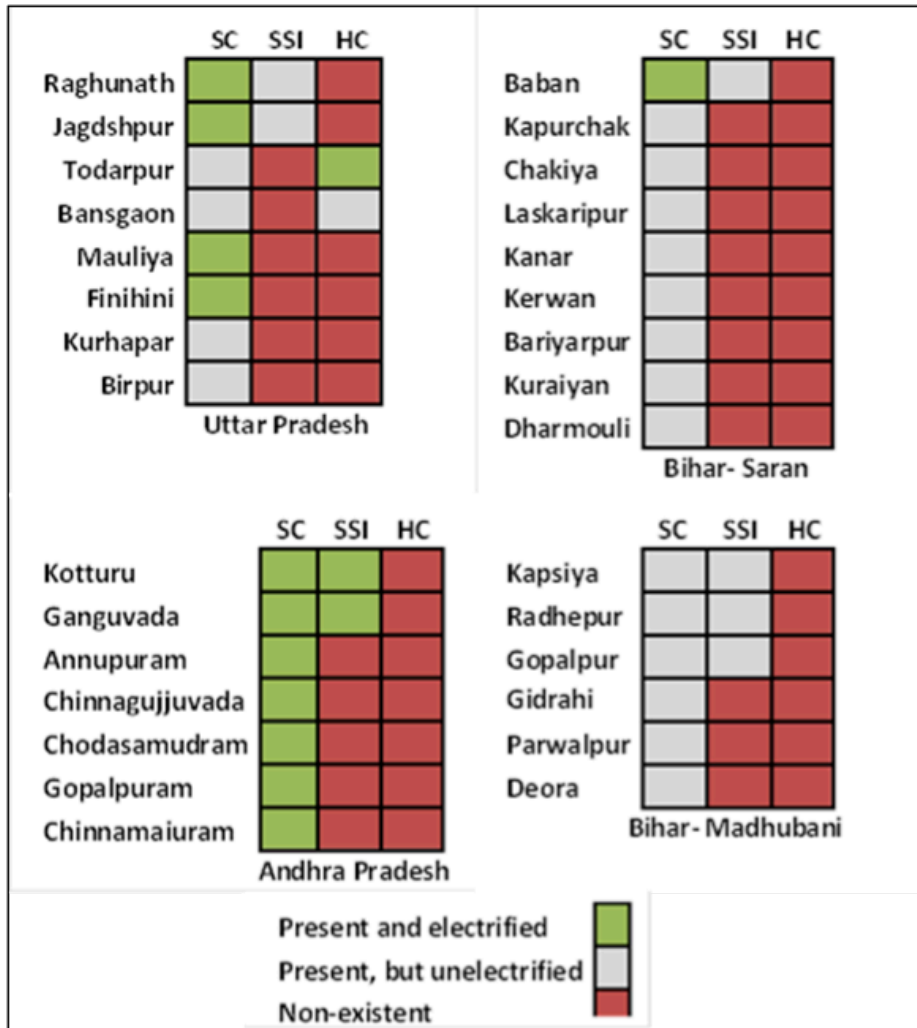 SC SSI HC
Raghunath
Jagdshpur
Todarpur
Bansgaon
Mauliya
Finihini
Kurhapar
Birpur
Uttar Pradesh
SC SSI HC
Baban
Kapurchak
Chakiya
Laskaripur
Kanar
Kerwan
Bariyarpur
Kuraiyan
Dharmouli
Bihar- Saran
SC SSI HC
Kotturu
Ganguvada
Annupuram
Chinnagujjuvada
Chodasamudram
Gopalpuram
Chinnamaiuram
Andhra Pradesh
SC SSI HC
Kapsiya
Radhepur
Gopalpur
Gidrahi
Parwalpur
Deora
Bihar- Madhubani
Present and electrified
Present, but unelectrified
Non-existent